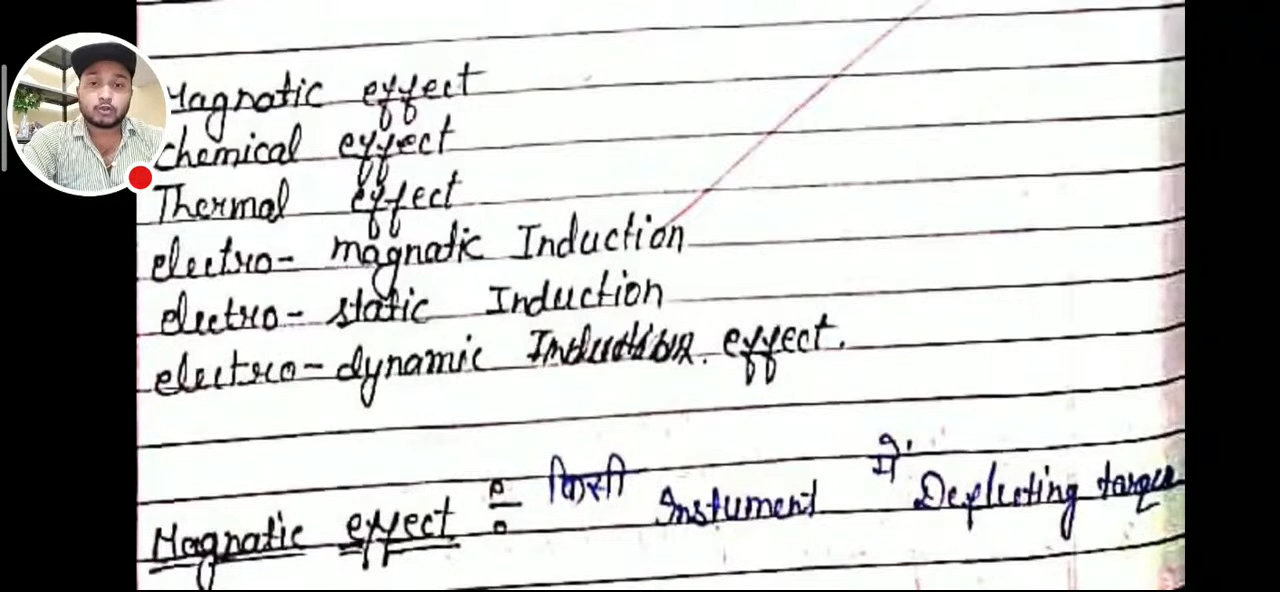 Magnatic effect
chemical effect
Thermal effect
electro- magnatic Induction
electro- static Induction
electro-dynamic Induction. effect.
Magnatic effect :- किसी Instument में Deflecting tarque